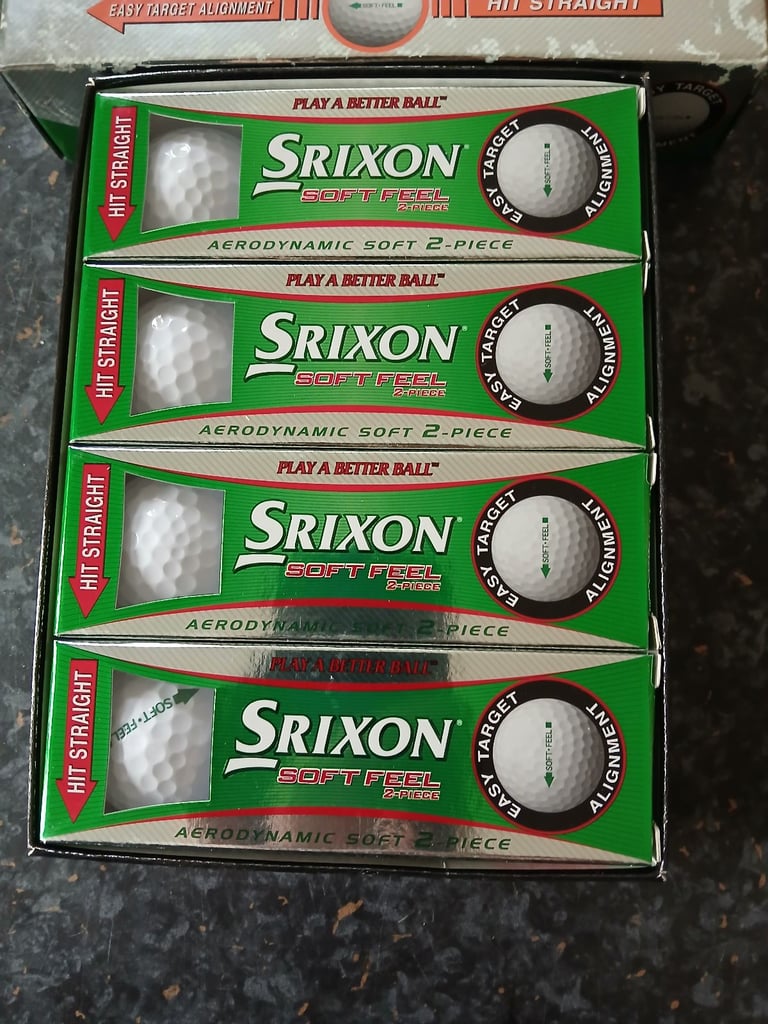 EASY TARGET ALIGNMENT
SOFT•FEEL
HIT STRAIGHT
PLAY A BETTER BALL™
HIT STRAIGHT
SRIXON®
SOFT FEEL
2-PIECE
EASY TARGET ALIGNMENT
SOFT•FEEL
AERODYNAMIC SOFT 2-PIECE
PLAY A BETTER BALL™
HIT STRAIGHT
SRIXON®
SOFT FEEL
2-PIECE
EASY TARGET ALIGNMENT
SOFT•FEEL
AERODYNAMIC SOFT 2-PIECE
PLAY A BETTER BALL™
HIT STRAIGHT
SRIXON®
SOFT FEEL
2-PIECE
EASY TARGET ALIGNMENT
SOFT•FEEL
AERODYNAMIC SOFT 2-PIECE
PLAY A BETTER BALL™
HIT STRAIGHT
SOFT•FEEL
SRIXON®
SOFT FEEL
2-PIECE
EASY TARGET ALIGNMENT
SOFT•FEEL
AERODYNAMIC SOFT 2-PIECE